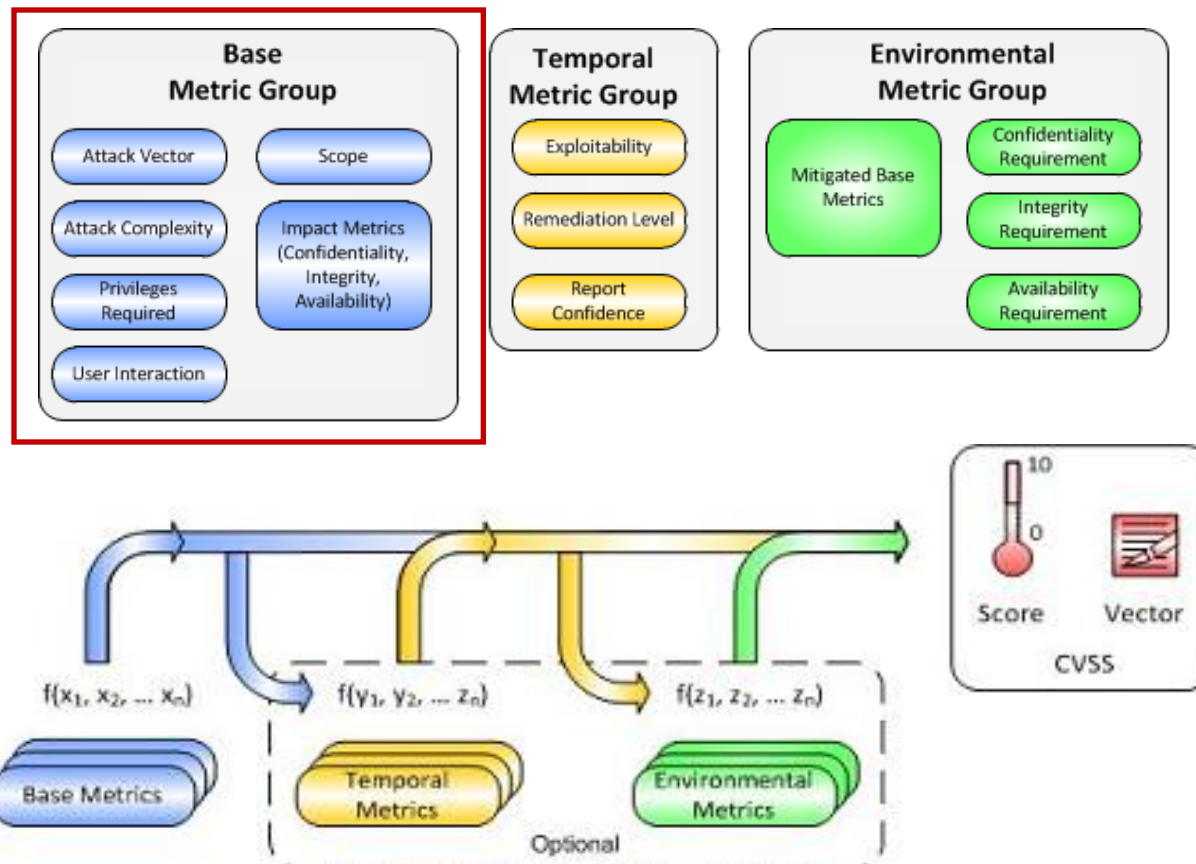 Base
Metric Group
Attack Vector
Scope
Attack Complexity
Impact Metrics
(Confidentiality,
Integrity,
Availability)
Privileges
Required
User Interaction
Temporal
Metric Group
Exploitability
Remediation Level
Report
Confidence
Environmental
Metric Group
Mitigated Base
Metrics
Confidentiality
Requirement
Integrity
Requirement
Availability
Requirement
10
0
Score
Vector
CVSS
f(x₁, x₂, ... xₙ)
f(y₁, y₂, ... zₙ)
f(z₁, z₂, ... zₙ)
Base Metrics
Temporal
Metrics
Environmental
Metrics
Optional